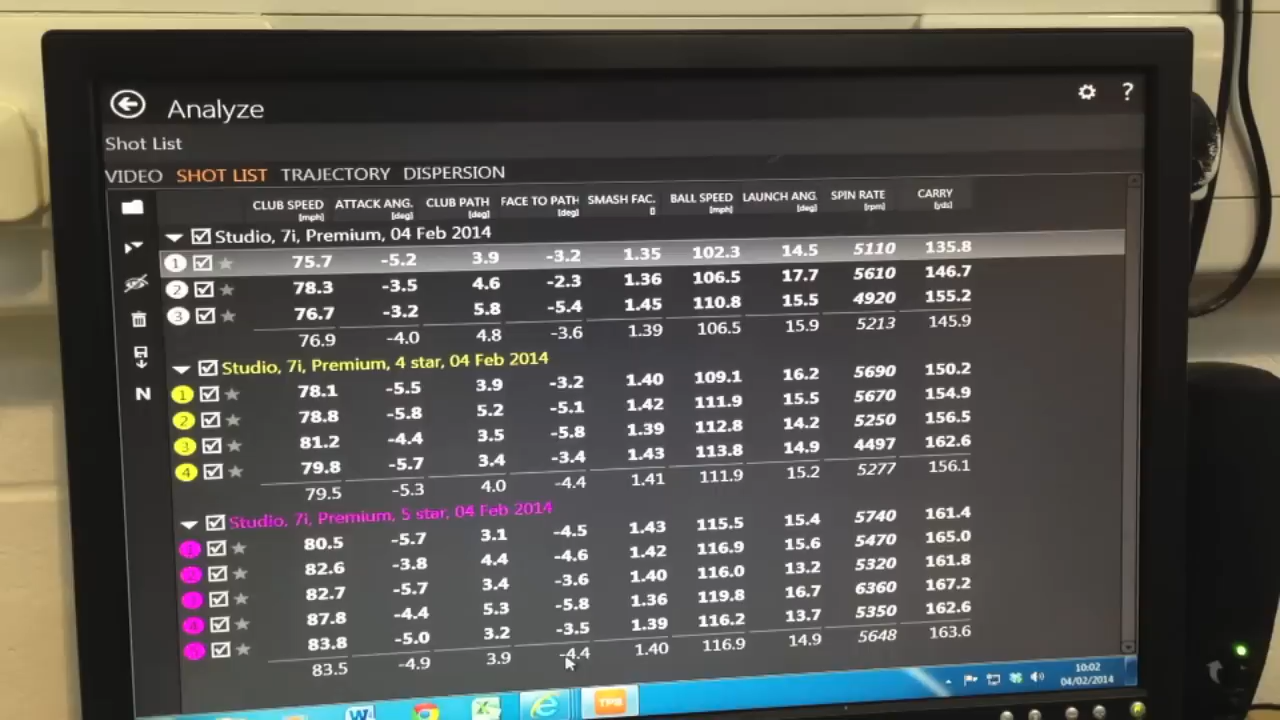 Analyze
?
Shot List
VIDEO SHOT LIST TRAJECTORY DISPERSION
CLUB SPEED ATTACK ANG. CLUB PATH FACE TO PATH SMASH FAC. BALL SPEED LAUNCH ANG. SPIN RATE CARRY
[mph] [deg] [deg] [deg] [] [mph] [deg] [rpm] [yds]
Studio, 7i, Premium, 04 Feb 2014
1 75.7 -5.2 3.9 -3.2 1.35 102.3 14.5 5110 135.8
2 78.3 -3.5 4.6 -2.3 1.36 106.5 17.7 5610 146.7
3 76.7 -3.2 5.8 -5.4 1.45 110.8 15.5 4920 155.2
76.9 -4.0 4.8 -3.6 1.39 106.5 15.9 5213 145.9
Studio, 7i, Premium, 4 star, 04 Feb 2014
N
1 78.1 -5.5 3.9 -3.2 1.40 109.1 16.2 5690 150.2
2 78.8 -5.8 5.2 -5.1 1.42 111.9 15.5 5670 154.9
3 81.2 -4.4 3.5 -5.8 1.39 112.8 14.2 5250 156.5
4 79.8 -5.7 3.4 -3.4 1.43 113.8 14.9 4497 162.6
79.5 -5.3 4.0 -4.4 1.41 111.9 15.2 5277 156.1
Studio, 7i, Premium, 5 star, 04 Feb 2014
80.5 -5.7 3.1 -4.5 1.43 115.5 15.4 5740 161.4
82.6 -3.8 4.4 -4.6 1.42 116.9 15.6 5470 165.0
82.7 -5.7 3.4 -3.6 1.40 116.0 13.2 5320 161.8
87.8 -4.4 5.3 -5.8 1.36 119.8 16.7 6360 167.2
83.8 -5.0 3.2 -3.5 1.39 116.2 13.7 5350 162.6
83.5 -4.9 3.9 -4.4 1.40 116.9 14.9 5648 163.6
W
TPS
10:02
04/02/2014